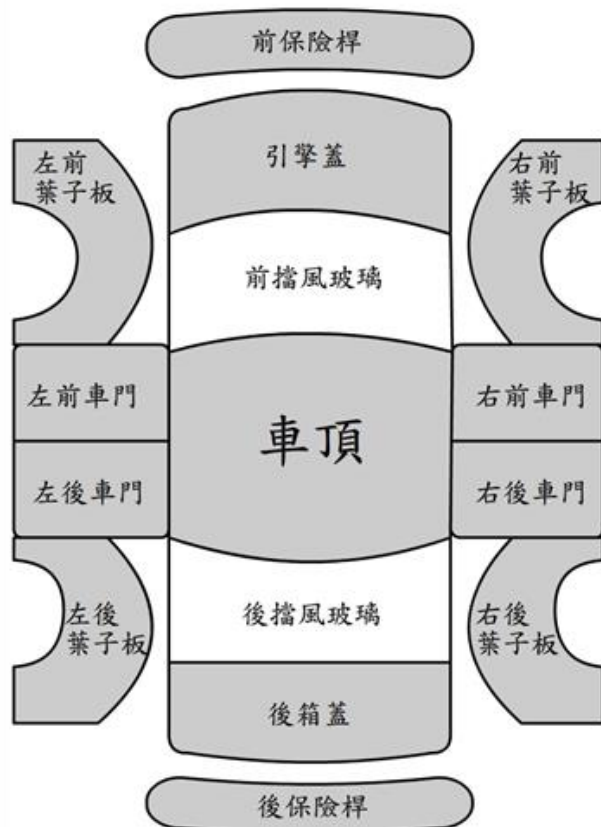 前保險桿
引擎蓋
左前
葉子板
右前
葉子板
前擋風玻璃
左前車門
車頂
右前車門
左後車門
右後車門
左後
葉子板
後擋風玻璃
右後
葉子板
後箱蓋
後保險桿